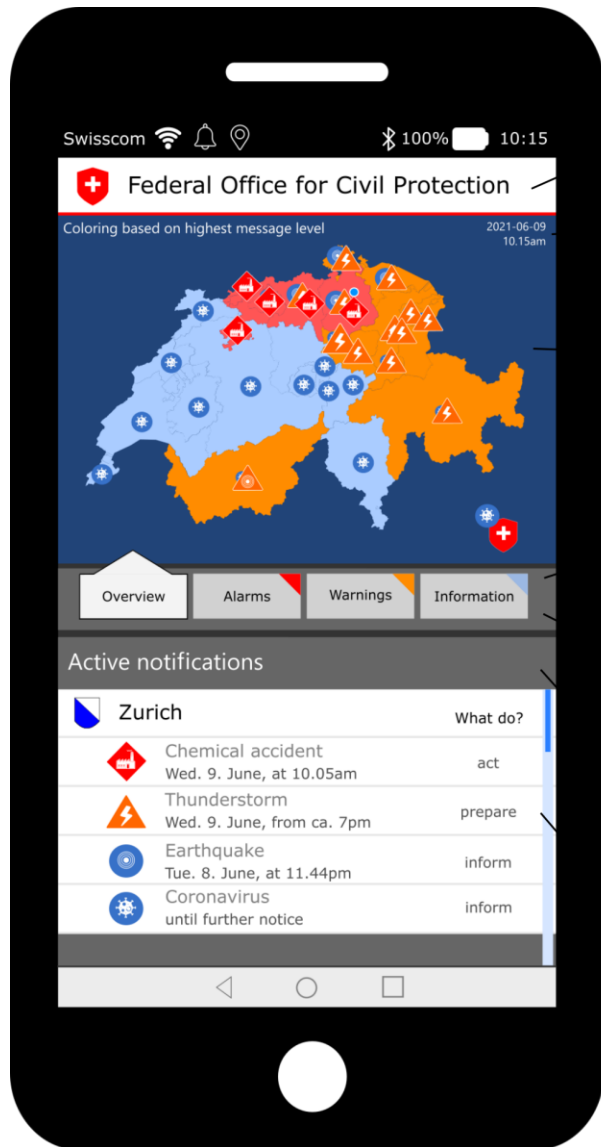 Swisscom 100% 10:15
Federal Office for Civil Protection
Coloring based on highest message level 2021-06-09
10.15am
Overview Alarms Warnings Information
Active notifications
Zurich What do?
Chemical accident
Wed. 9. June, at 10.05am act
Thunderstorm
Wed. 9. June, from ca. 7pm prepare
Earthquake
Tue. 8. June, at 11.44pm inform
Coronavirus
until further notice inform